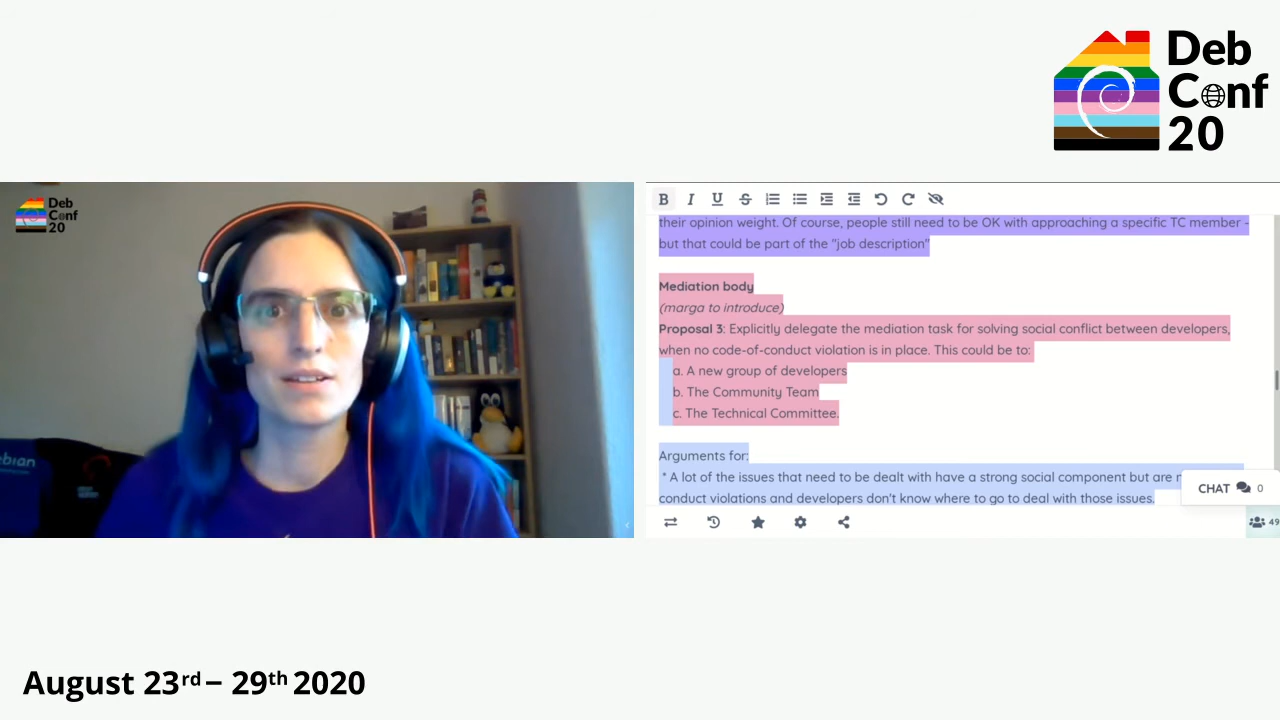 Deb
Conf
20
Deb
Conf
20
ebian
B I U S
their opinion weight. Of course, people still need to be OK with approaching a specific TC member -
but that could be part of the "job description"
Mediation body
(marga to introduce)
Proposal 3: Explicitly delegate the mediation task for solving social conflict between developers,
when no code-of-conduct violation is in place. This could be to:
a. A new group of developers
b. The Community Team
c. The Technical Committee.
Arguments for:
* A lot of the issues that need to be dealt with have a strong social component but are
conduct violations and developers don't know where to go to deal with those issues.
CHAT 0
49
August 23rd – 29th 2020